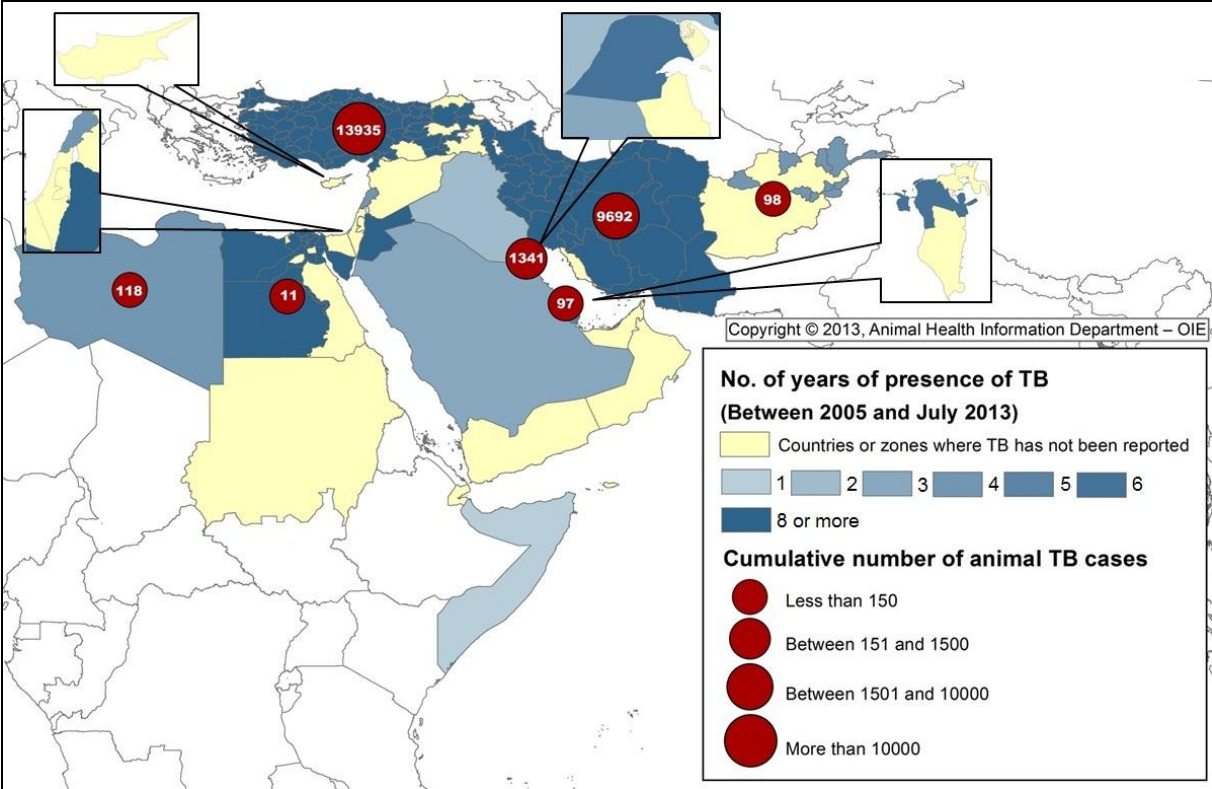 13935
98
9692
1341
118
11
97
Copyright © 2013, Animal Health Information Department – OIE
No. of years of presence of TB
(Between 2005 and July 2013)
Countries or zones where TB has not been reported
1 2 3 4 5 6
8 or more
Cumulative number of animal TB cases
Less than 150
Between 151 and 1500
Between 1501 and 10000
More than 10000